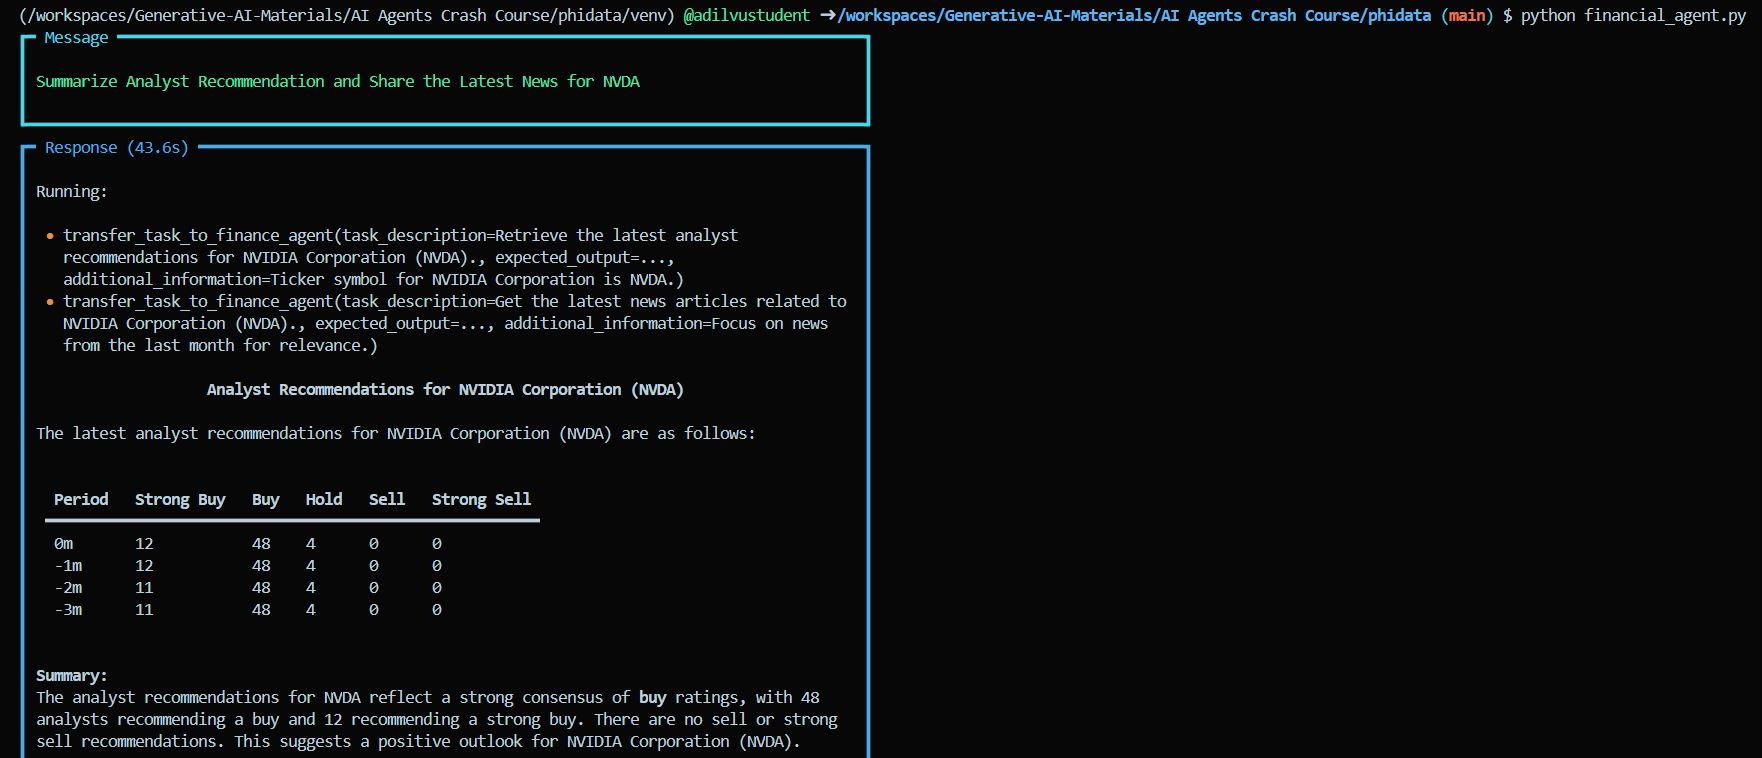 (/workspaces/Generative-AI-Materials/AI Agents Crash Course/phidata/venv) @adilvustudent ➜/workspaces/Generative-AI-Materials/AI Agents Crash Course/phidata (main) $ python financial_agent.py
Message
Summarize Analyst Recommendation and Share the Latest News for NVDA
Response (43.6s)
Running:
• transfer_task_to_finance_agent(task_description=Retrieve the latest analyst
recommendations for NVIDIA Corporation (NVDA)., expected_output=...,
additional_information=Ticker symbol for NVIDIA Corporation is NVDA.)
• transfer_task_to_finance_agent(task_description=Get the latest news articles related to
NVIDIA Corporation (NVDA)., expected_output=..., additional_information=Focus on news
from the last month for relevance.)
Analyst Recommendations for NVIDIA Corporation (NVDA)
The latest analyst recommendations for NVIDIA Corporation (NVDA) are as follows:
Period Strong Buy Buy Hold Sell Strong Sell
0m 12 48 4 0 0
-1m 12 48 4 0 0
-2m 11 48 4 0 0
-3m 11 48 4 0 0
Summary:
The analyst recommendations for NVDA reflect a strong consensus of buy ratings, with 48
analysts recommending a buy and 12 recommending a strong buy. There are no sell or strong
sell recommendations. This suggests a positive outlook for NVIDIA Corporation (NVDA).